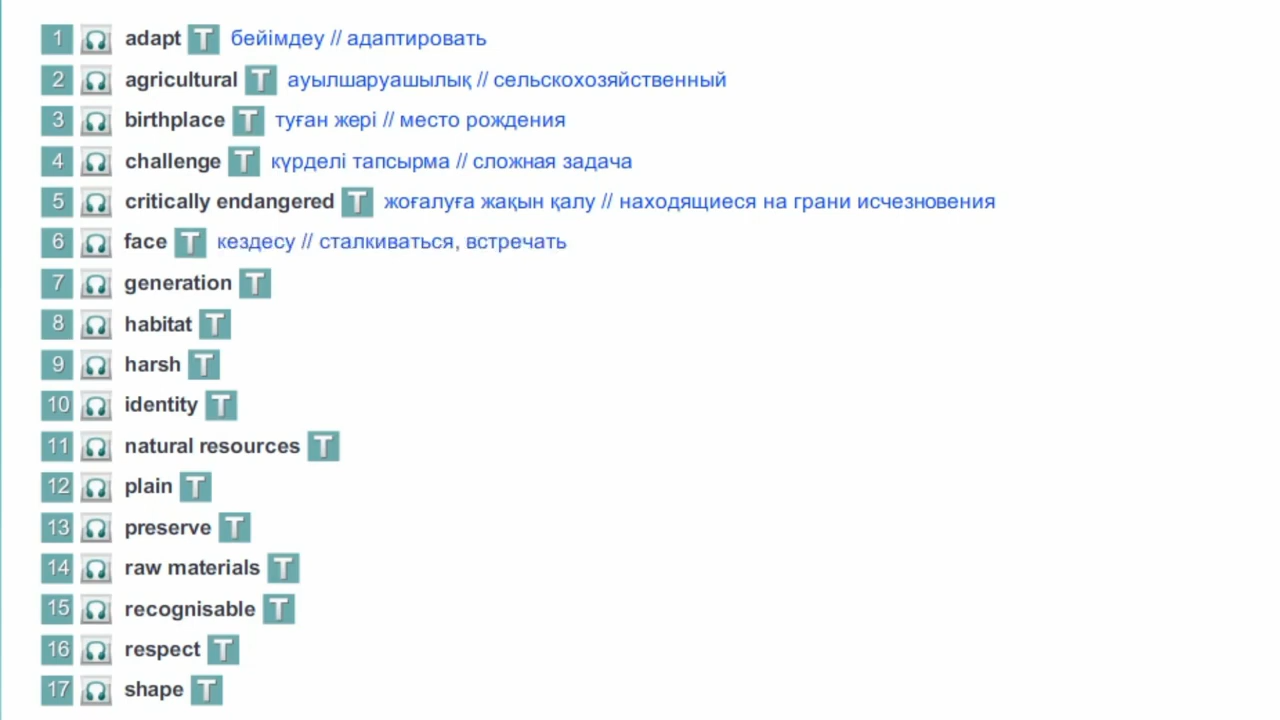 1 adapt T бейімдеу // адаптировать
2 agricultural T ауылшаруашылық // сельскохозяйственный
3 birthplace T туған жері // место рождения
4 challenge T күрделі тапсырма // сложная задача
5 critically endangered T жоғалуға жақын қалу // находящиеся на грани исчезновения
6 face T кездесу // сталкиваться, встречать
7 generation T
8 habitat T
9 harsh T
10 identity T
11 natural resources T
12 plain T
13 preserve T
14 raw materials T
15 recognisable T
16 respect T
17 shape T